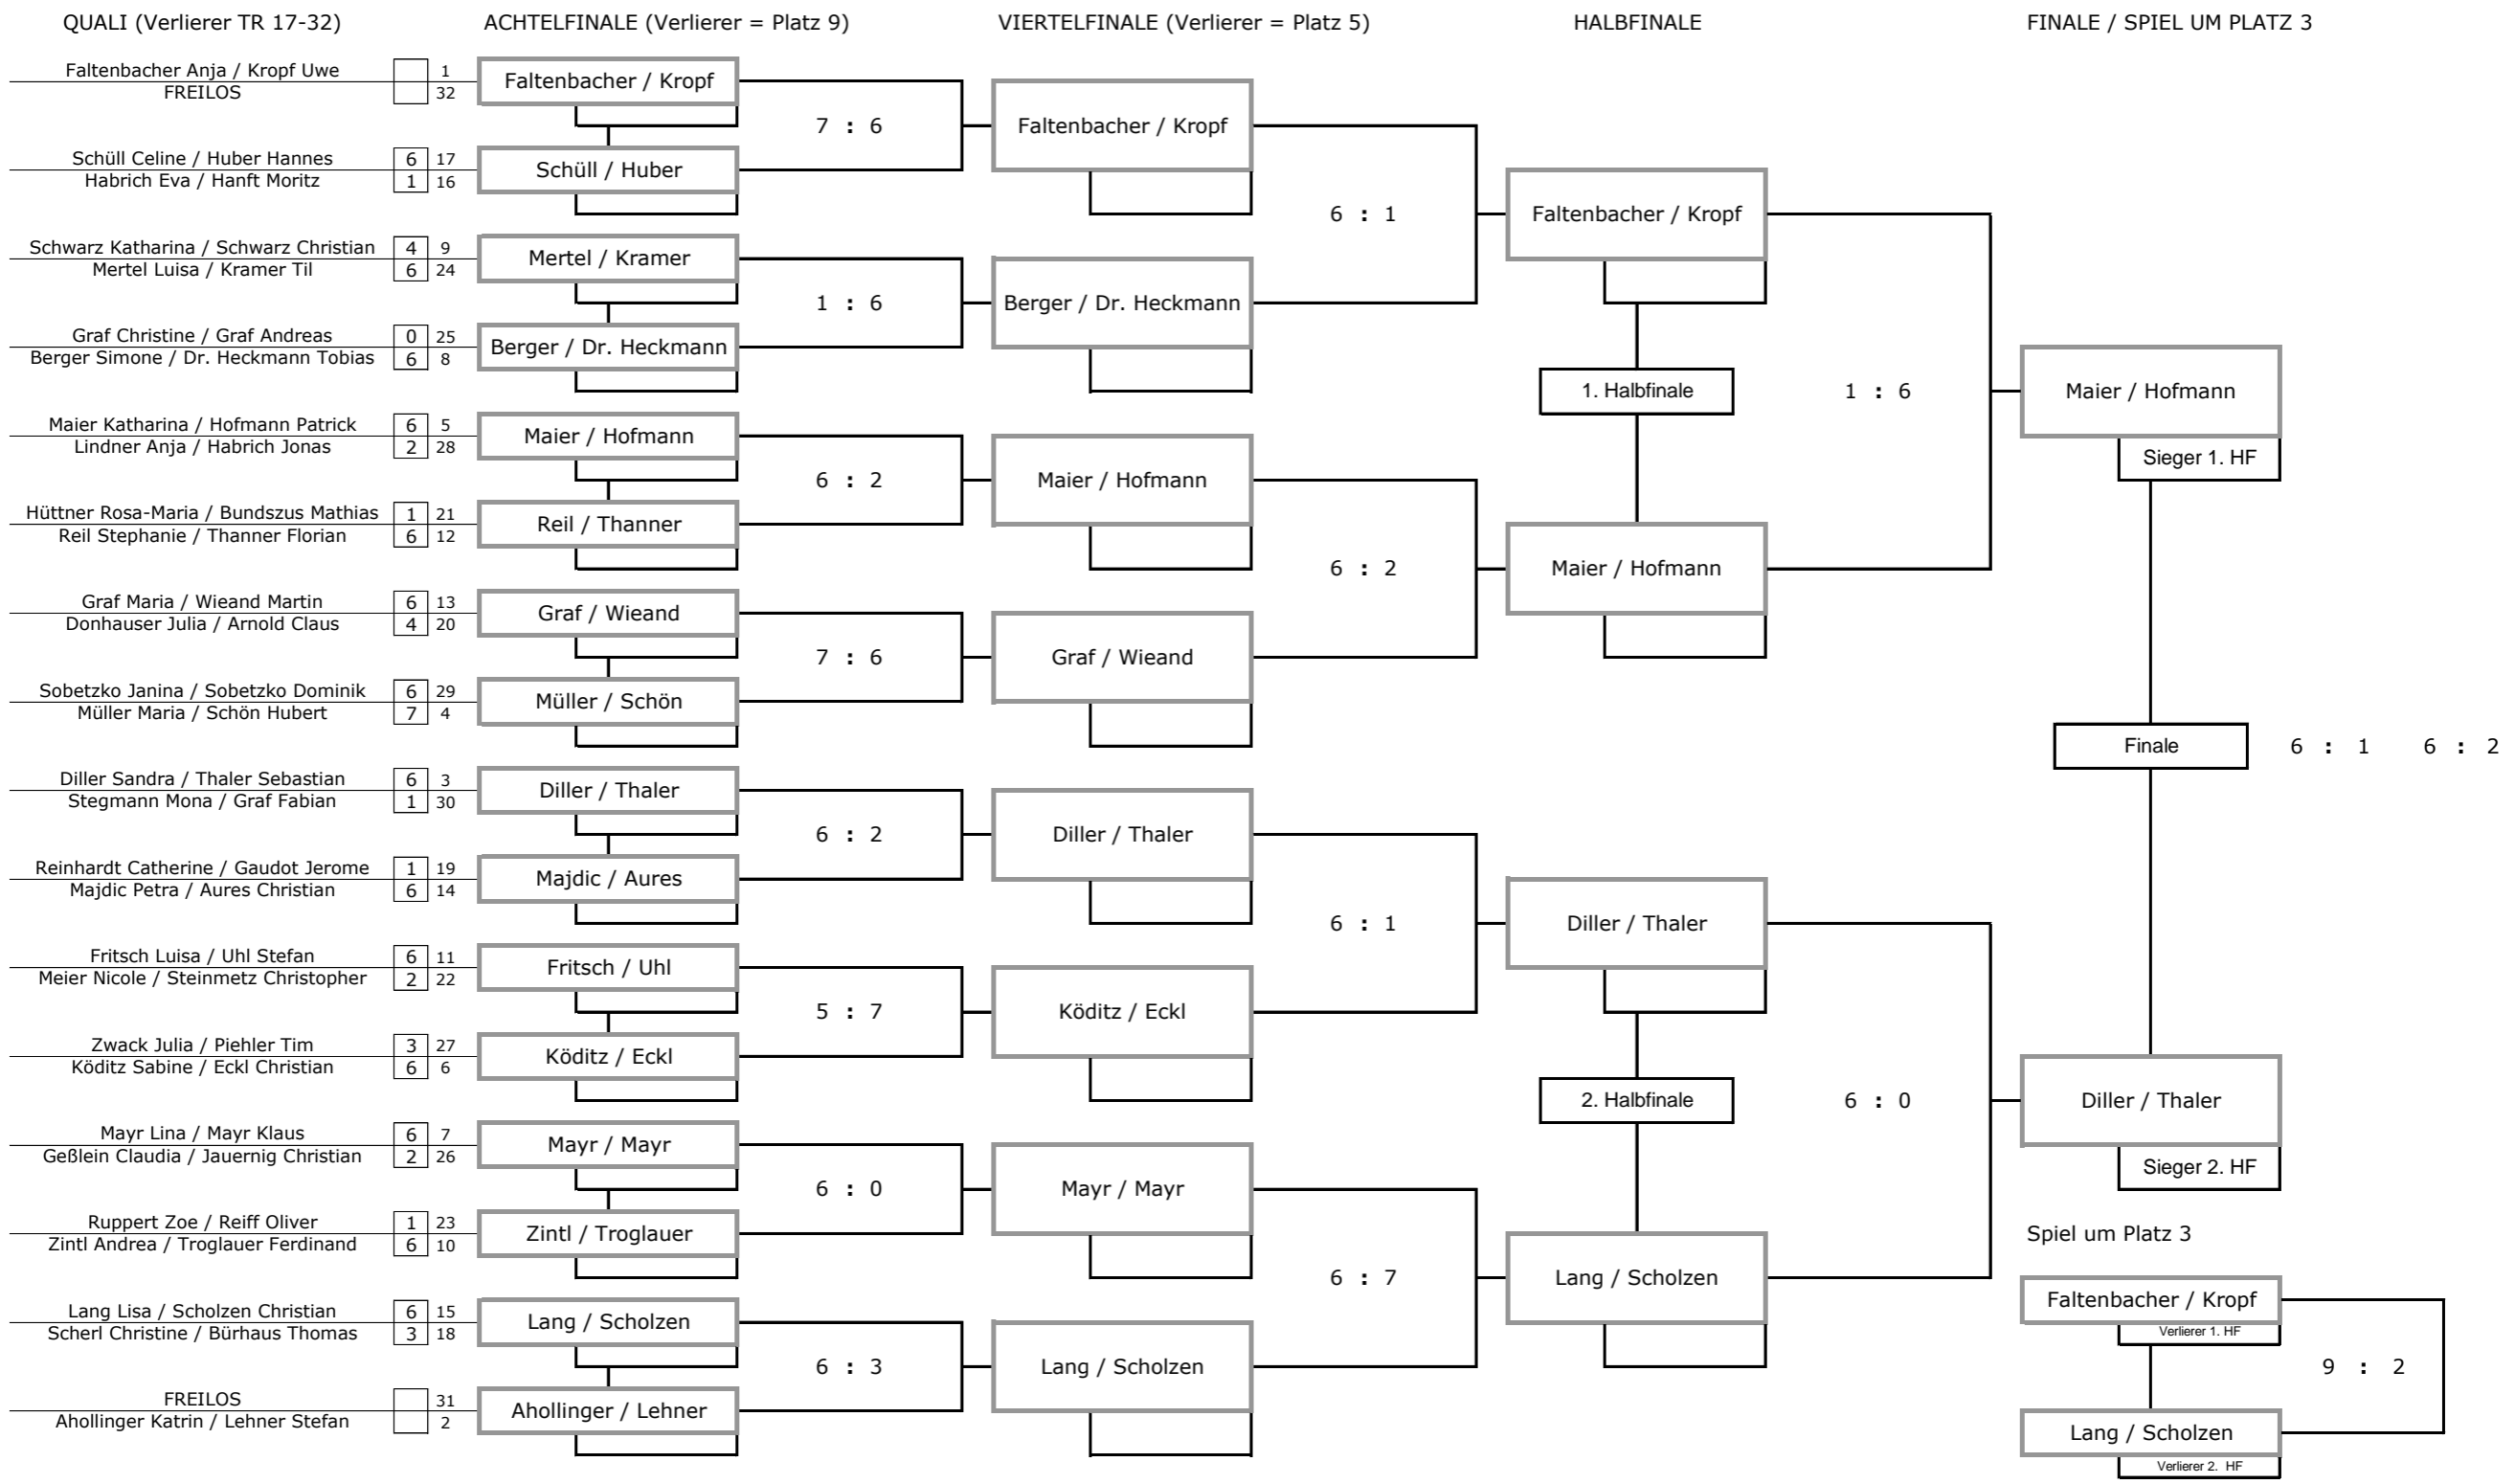 QUALI (Verlierer TR 17-32) ACHTELFINALE (Verlierer = Platz 9) VIERTELFINALE (Verlierer = Platz 5) HALBFINALE FINALE / SPIEL UM PLATZ 3
Faltenbacher Anja / Kropf Uwe 1
FREILOS 32
Schüll Celine / Huber Hannes 6 17
Habrich Eva / Hanft Moritz 1 16
Schwarz Katharina / Schwarz Christian 4 9
Mertel Luisa / Kramer Til 6 24
Graf Christine / Graf Andreas 0 25
Berger Simone / Dr. Heckmann Tobias 6 8
Maier Katharina / Hofmann Patrick 6 5
Lindner Anja / Habrich Jonas 2 28
Hüttner Rosa-Maria / Bundszus Mathias 1 21
Reil Stephanie / Thanner Florian 6 12
Graf Maria / Wieand Martin 6 13
Donhauser Julia / Arnold Claus 4 20
Sobetzko Janina / Sobetzko Dominik 6 29
Müller Maria / Schön Hubert 7 4
Diller Sandra / Thaler Sebastian 6 3
Stegmann Mona / Graf Fabian 1 30
Reinhardt Catherine / Gaudot Jerome 1 19
Majdic Petra / Aures Christian 6 14
Fritsch Luisa / Uhl Stefan 6 11
Meier Nicole / Steinmetz Christopher 2 22
Zwack Julia / Piehler Tim 3 27
Köditz Sabine / Eckl Christian 6 6
Mayr Lina / Mayr Klaus 6 7
Geßlein Claudia / Jauernig Christian 2 26
Ruppert Zoe / Reiff Oliver 1 23
Zintl Andrea / Troglauer Ferdinand 6 10
Lang Lisa / Scholzen Christian 6 15
Scherl Christine / Bürhaus Thomas 3 18
FREILOS 31
Ahollinger Katrin / Lehner Stefan 2
Faltenbacher / Kropf
7 : 6
Schüll / Huber
Mertel / Kramer
1 : 6
Berger / Dr. Heckmann
Maier / Hofmann
6 : 2
Reil / Thanner
Graf / Wieand
7 : 6
Müller / Schön
Diller / Thaler
6 : 2
Majdic / Aures
Fritsch / Uhl
5 : 7
Köditz / Eckl
Mayr / Mayr
6 : 0
Zintl / Troglauer
Lang / Scholzen
6 : 3
Ahollinger / Lehner
Faltenbacher / Kropf
6 : 1
Berger / Dr. Heckmann
Maier / Hofmann
6 : 2
Graf / Wieand
Diller / Thaler
6 : 1
Köditz / Eckl
Mayr / Mayr
6 : 7
Lang / Scholzen
Faltenbacher / Kropf
1. Halbfinale 1 : 6
Maier / Hofmann
Diller / Thaler
2. Halbfinale 6 : 0
Lang / Scholzen
Maier / Hofmann
Sieger 1. HF
Finale 6 : 1 6 : 2
Diller / Thaler
Sieger 2. HF
Spiel um Platz 3
Faltenbacher / Kropf
Verlierer 1. HF
9 : 2
Lang / Scholzen
Verlierer 2. HF